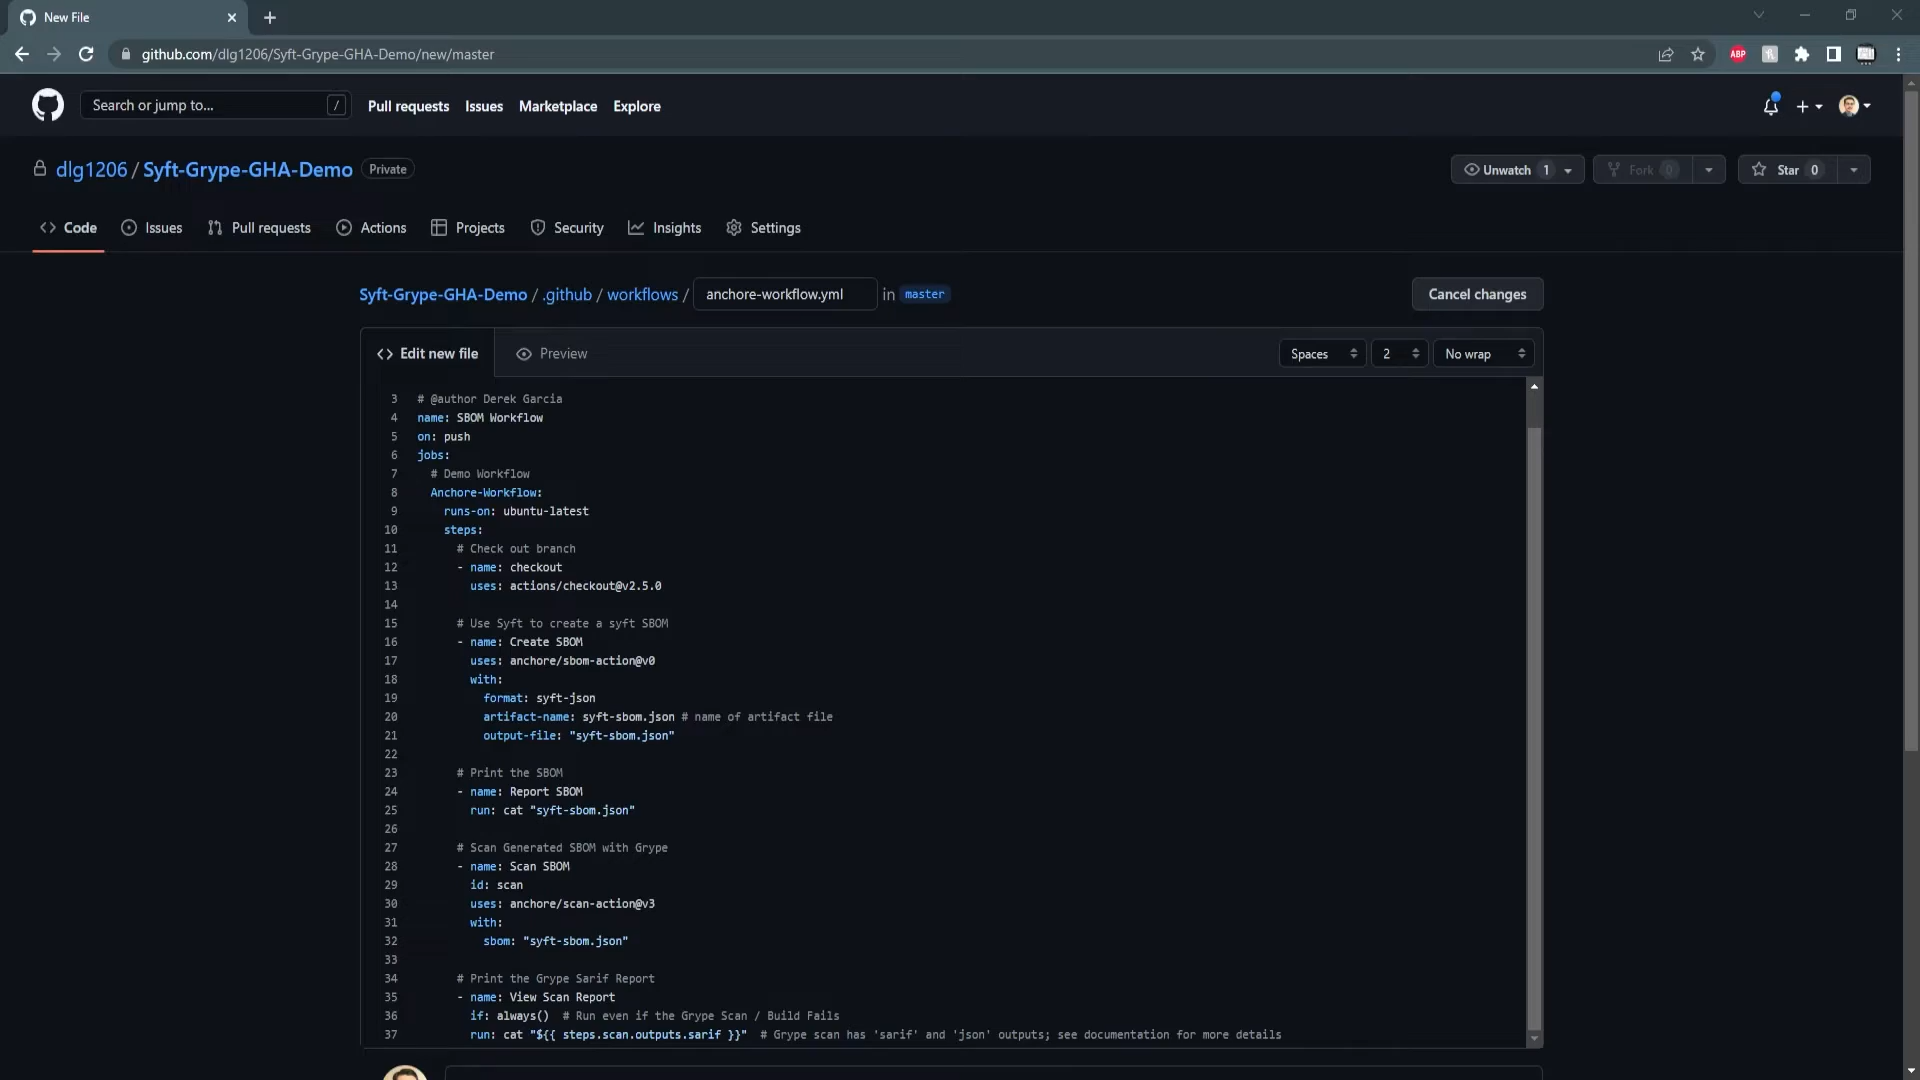 New File
github.com/dlg1206/Syft-Grype-GHA-Demo/new/master
ABP
Search or jump to... /
Pull requests Issues Marketplace Explore
dlg1206 / Syft-Grype-GHA-Demo Private
Unwatch 1 Fork 0 Star 0
Code Issues Pull requests Actions Projects Security Insights Settings
Syft-Grype-GHA-Demo / .github / workflows / anchore-workflow.yml in master
Cancel changes
Edit new file Preview
Spaces 2 No wrap
3 # @author Derek Garcia
4 name: SBOM Workflow
5 on: push
6 jobs:
7 # Demo Workflow
8 Anchore-Workflow:
9 runs-on: ubuntu-latest
10 steps:
11 # Check out branch
12 - name: checkout
13 uses: actions/checkout@v2.5.0
14
15 # Use Syft to create a syft SBOM
16 - name: Create SBOM
17 uses: anchore/sbom-action@v0
18 with:
19 format: syft-json
20 artifact-name: syft-sbom.json # name of artifact file
21 output-file: "syft-sbom.json"
22
23 # Print the SBOM
24 - name: Report SBOM
25 run: cat "syft-sbom.json"
26
27 # Scan Generated SBOM with Grype
28 - name: Scan SBOM
29 id: scan
30 uses: anchore/scan-action@v3
31 with:
32 sbom: "syft-sbom.json"
33
34 # Print the Grype Sarif Report
35 - name: View Scan Report
36 if: always() # Run even if the Grype Scan / Build Fails
37 run: cat "${{ steps.scan.outputs.sarif }}" # Grype scan has 'sarif' and 'json' outputs; see documentation for more details